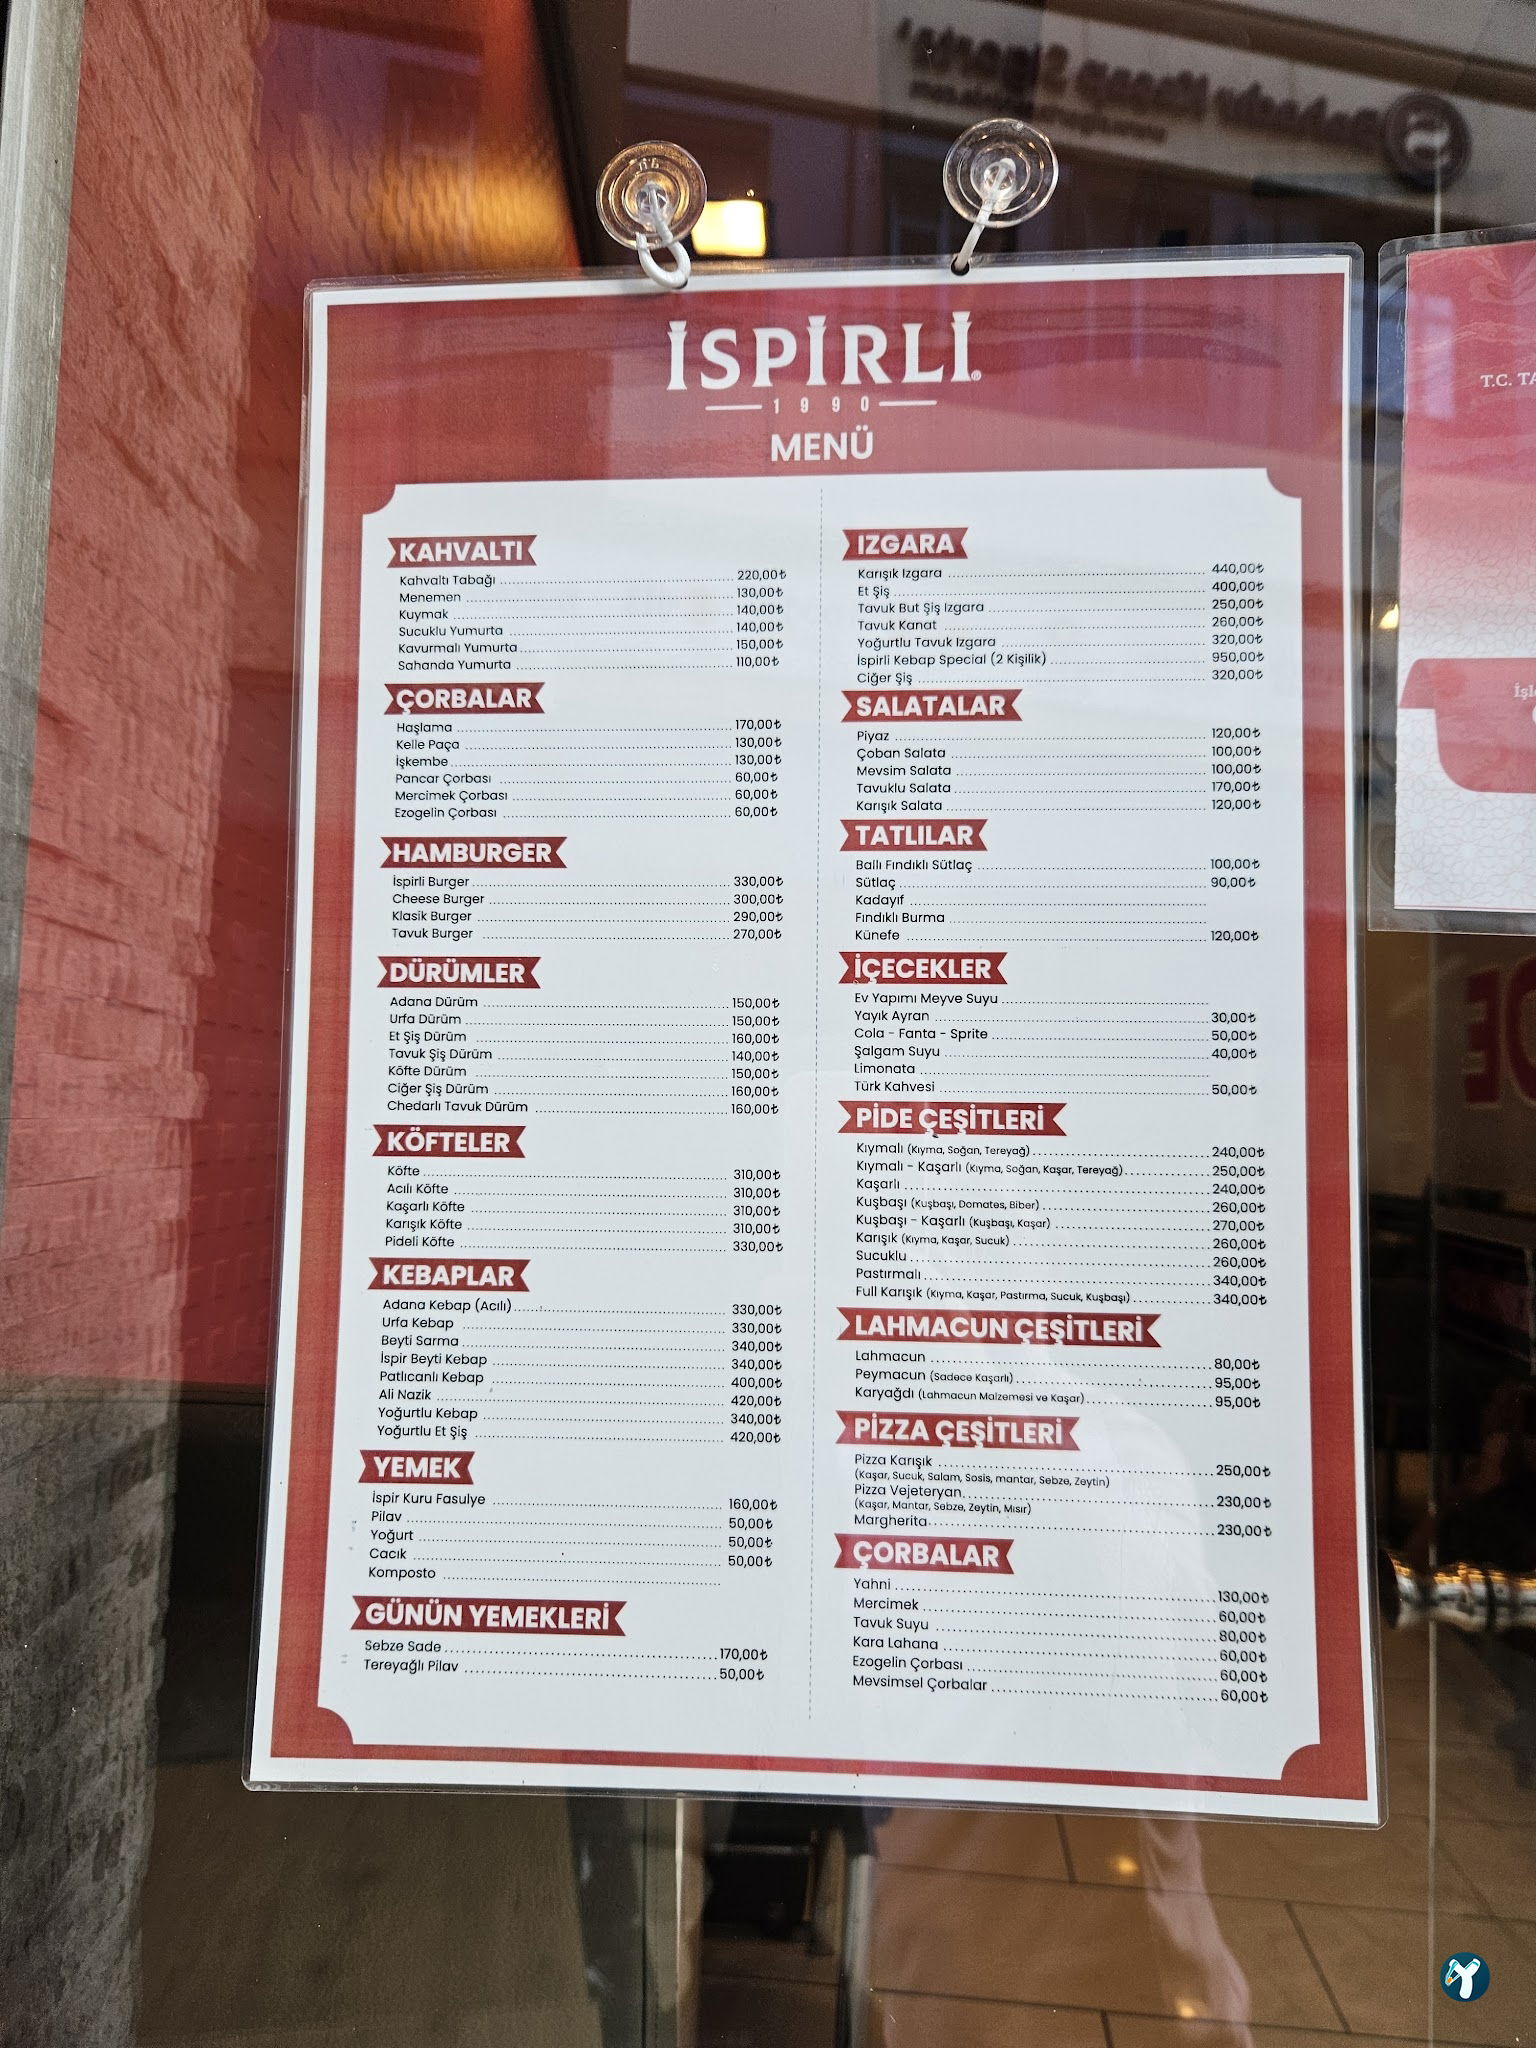 İSPİRLİ®
1990
MENÜ
KAHVALTI
Kahvaltı Tabağı 220,00₺
Menemen 130,00₺
Kuymak 140,00₺
Sucuklu Yumurta 140,00₺
Kavurmalı Yumurta 150,00₺
Sahanda Yumurta 110,00₺
ÇORBALAR
Haşlama 170,00₺
Kelle Paça 130,00₺
İşkembe 130,00₺
Pancar Çorbası 60,00₺
Mercimek Çorbası 60,00₺
Ezogelin Çorbası 60,00₺
HAMBURGER
İspirli Burger 330,00₺
Cheese Burger 300,00₺
Klasik Burger 290,00₺
Tavuk Burger 270,00₺
DÜRÜMLER
Adana Dürüm 150,00₺
Urfa Dürüm 150,00₺
Et Şiş Dürüm 160,00₺
Tavuk Şiş Dürüm 140,00₺
Köfte Dürüm 150,00₺
Ciğer Şiş Dürüm 160,00₺
Chedarlı Tavuk Dürüm 160,00₺
KÖFTELER
Köfte 310,00₺
Acılı Köfte 310,00₺
Kaşarlı Köfte 310,00₺
Karışık Köfte 310,00₺
Pideli Köfte 330,00₺
KEBAPLAR
Adana Kebap (Acılı) 330,00₺
Urfa Kebap 330,00₺
Beyti Sarma 340,00₺
İspir Beyti Kebap 340,00₺
Patlıcanlı Kebap 400,00₺
Ali Nazik 420,00₺
Yoğurtlu Kebap 340,00₺
Yoğurtlu Et Şiş 420,00₺
YEMEK
İspir Kuru Fasulye 160,00₺
Pilav 50,00₺
Yoğurt 50,00₺
Cacık 50,00₺
Komposto
GÜNÜN YEMEKLERİ
Sebze Sade 170,00₺
Tereyağlı Pilav 50,00₺
IZGARA
Karışık Izgara 440,00₺
Et Şiş 400,00₺
Tavuk But Şiş Izgara 250,00₺
Tavuk Kanat 260,00₺
Yoğurtlu Tavuk Izgara 320,00₺
İspirli Kebap Special (2 Kişilik) 950,00₺
Ciğer Şiş 320,00₺
SALATALAR
Piyaz 120,00₺
Çoban Salata 100,00₺
Mevsim Salata 100,00₺
Tavuklu Salata 170,00₺
Karışık Salata 120,00₺
TATLILAR
Ballı Fındıklı Sütlaç 100,00₺
Sütlaç 90,00₺
Kadayıf
Fındıklı Burma
Künefe 120,00₺
İÇECEKLER
Ev Yapımı Meyve Suyu
Yayık Ayran 30,00₺
Cola - Fanta - Sprite 50,00₺
Şalgam Suyu 40,00₺
Limonata
Türk Kahvesi 50,00₺
PİDE ÇEŞİTLERİ
Kıymalı (Kıyma, Soğan, Tereyağ) 240,00₺
Kıymalı - Kaşarlı (Kıyma, Soğan, Kaşar, Tereyağ) 250,00₺
Kaşarlı 240,00₺
Kuşbaşı (Kuşbaşı, Domates, Biber) 260,00₺
Kuşbaşı - Kaşarlı (Kuşbaşı, Kaşar) 270,00₺
Karışık (Kıyma, Kaşar, Sucuk) 260,00₺
Sucuklu 260,00₺
Pastırmalı 340,00₺
Full Karışık (Kıyma, Kaşar, Pastırma, Sucuk, Kuşbaşı) 340,00₺
LAHMACUN ÇEŞİTLERİ
Lahmacun 80,00₺
Peymacun (Sadece Kaşarlı) 95,00₺
Karyağdı (Lahmacun Malzemesi ve Kaşar) 95,00₺
PİZZA ÇEŞİTLERİ
Pizza Karışık 250,00₺
(Kaşar, Sucuk, Salam, Sosis, mantar, Sebze, Zeytin)
Pizza Vejeteryan 230,00₺
(Kaşar, Mantar, Sebze, Zeytin, Mısır)
Margherita 230,00₺
ÇORBALAR
Yahni 130,00₺
Mercimek 60,00₺
Tavuk Suyu 80,00₺
Kara Lahana 60,00₺
Ezogelin Çorbası 60,00₺
Mevsimsel Çorbalar 60,00₺
T.C.